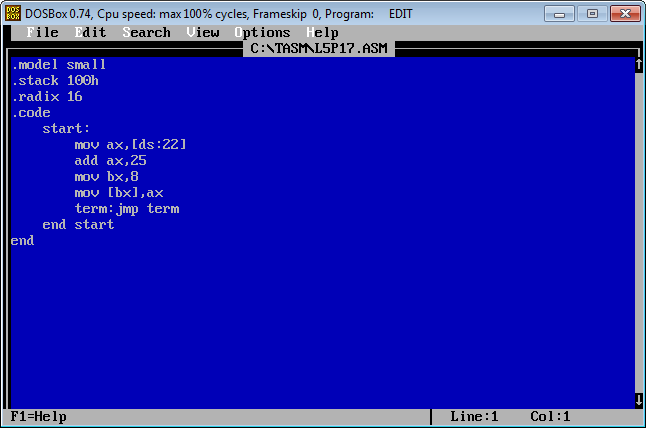 DOS BOX DOSBox 0.74, Cpu speed: max 100% cycles, Frameskip 0, Program: EDIT
File Edit Search View Options Help
C:\TASM\L5P17.ASM
.model small
.stack 100h
.radix 16
.code
start:
mov ax,[ds:22]
add ax,25
mov bx,8
mov [bx],ax
term:jmp term
end start
end
F1=Help Line:1 Col:1